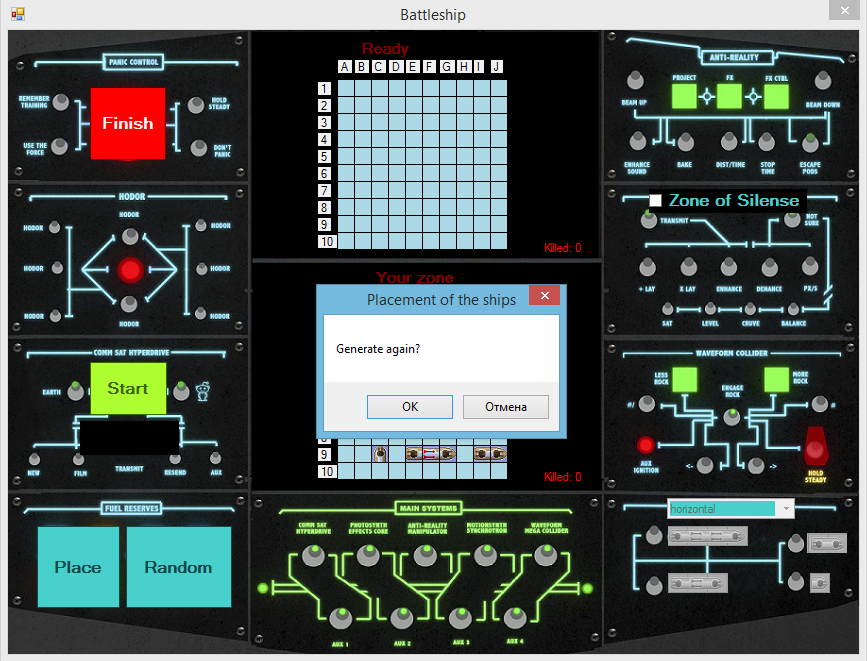 Battleship
PANIC CONTROL
REMEMBER TRAINING
HOLD STEADY
Finish
USE THE FORCE
DON'T PANIC
HODOR
HODOR
HODOR
HODOR
HODOR
HODOR
HODOR
HODOR
HODOR
COMM SAT HYPERDRIVE
EARTH
Start
NEW
FILM
TRANSMIT
RESEND
AUX
FUEL RESERVES
Place
Random
Ready
A B C D E F G H I J
1
2
3
4
5
6
7
8
9
10
Killed: 0
Your zone
Placement of the ships
Generate again?
OK
Отмена
8
9
10
Killed: 0
MAIN SYSTEMS
COMM SAT HYPERDRIVE
PHOTOSYNTH EFFECTS CORE
ANTI-REALITY MANIPULATOR
MOTIONSYNTH SYNCHROTRON
WAVEFORM MEGA COLLIDER
AUX 1
AUX 2
AUX 3
AUX 4
ANTI-REALITY
PROJECT
FX
FX CTRL
BEAM UP
BEAM DOWN
ENHANCE SOUND
BAKE
DIST/TIME
STOP TIME
ESCAPE PODS
Zone of Silense
TRANSMIT
NOT SURE
+ LAY
X LAY
ENHANCE
DEHANCE
PX/S
SAT
LEVEL
CRUVE
BALANCE
WAVEFORM COLLIDER
LESS ROCK
MORE ROCK
ENGAGE ROCK
#/
#
AUX IGNITION
<-
->
HOLD STEADY
horizontal